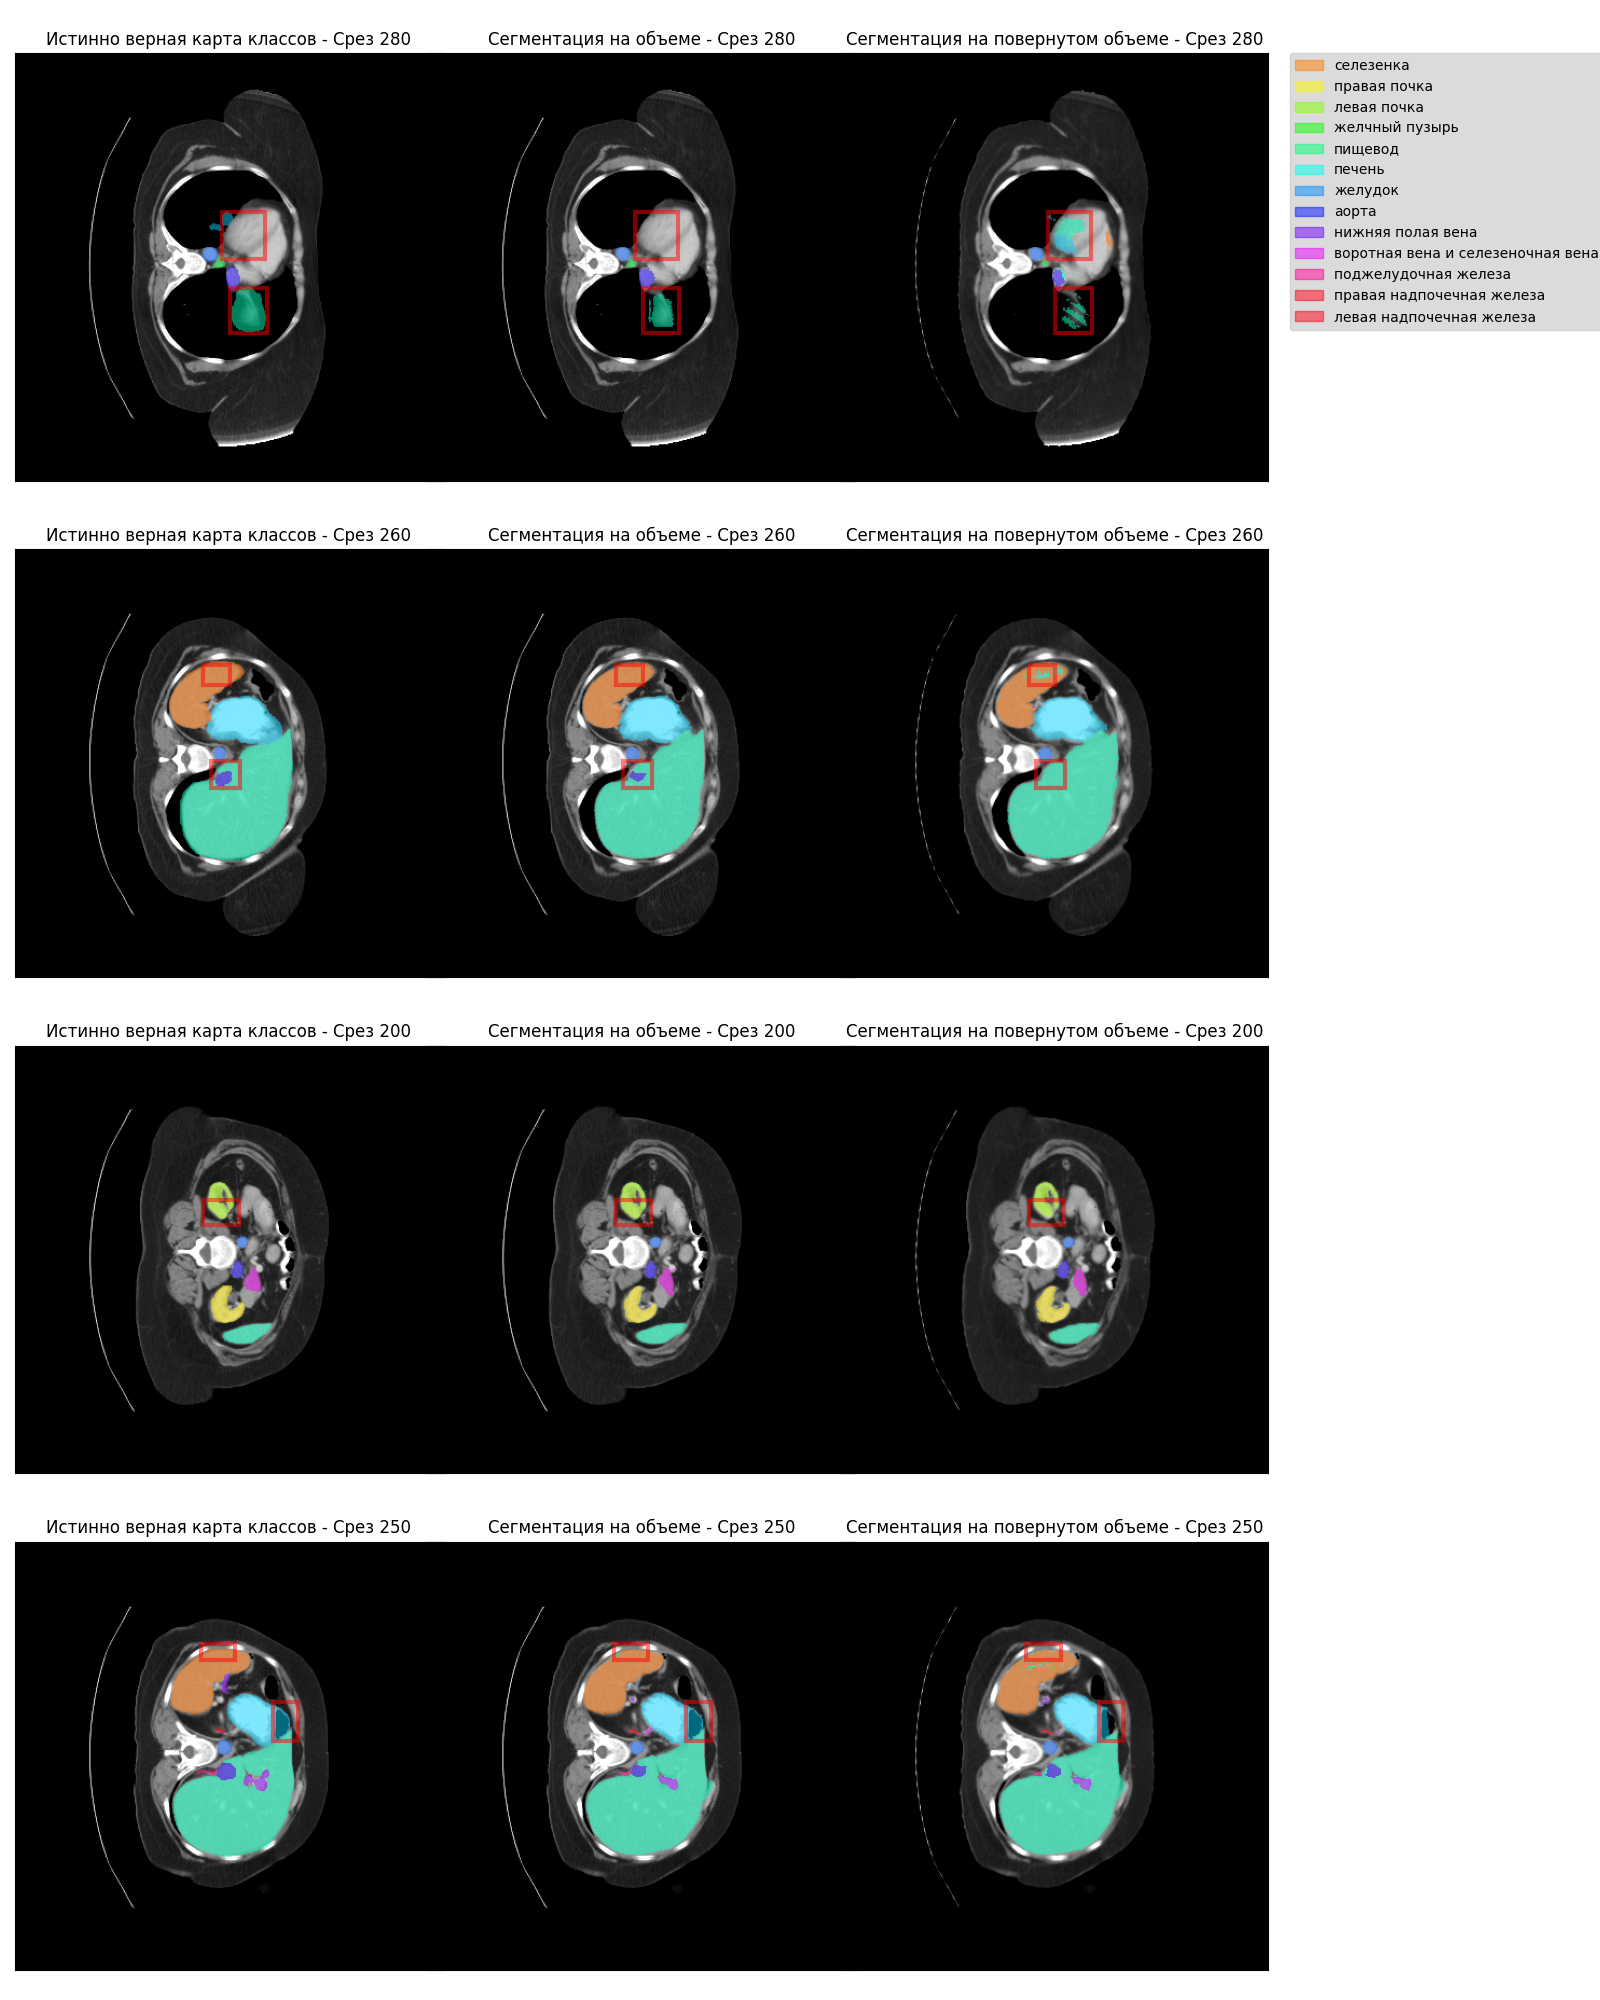 Истинно верная карта классов - Срез 280
Сегментация на объеме - Срез 280
Сегментация на повернутом объеме - Срез 280
селезенка
правая почка
левая почка
желчный пузырь
пищевод
печень
желудок
аорта
нижняя полая вена
воротная вена и селезеночная вена
поджелудочная железа
правая надпочечная железа
левая надпочечная железа
Истинно верная карта классов - Срез 260
Сегментация на объеме - Срез 260
Сегментация на повернутом объеме - Срез 260
Истинно верная карта классов - Срез 200
Сегментация на объеме - Срез 200
Сегментация на повернутом объеме - Срез 200
Истинно верная карта классов - Срез 250
Сегментация на объеме - Срез 250
Сегментация на повернутом объеме - Срез 250